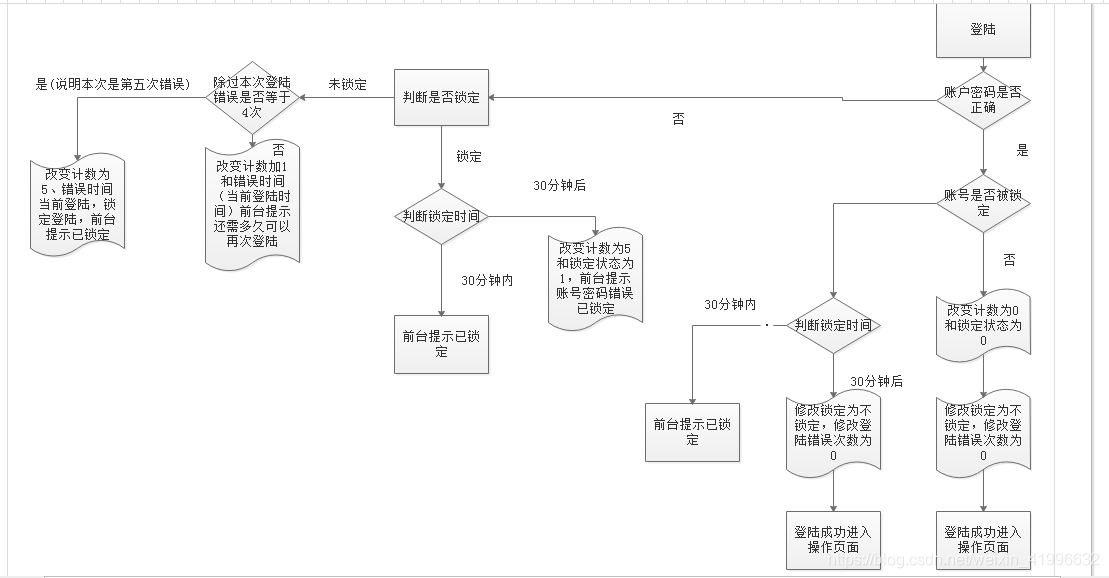 登陆
账户密码是否
正确
否
是
判断是否锁定
未锁定
除过本次登陆
错误是否等于
4次
是(说明本次是第五次错误)
否
改变计数为
5、错误时间
当前登陆，锁
定登陆，前台
提示已锁定
改变计数加1
和错误时间
（当前登陆时
间）前台提示
还需多久可以
再次登陆
锁定
判断锁定时间
30分钟后
改变计数为5
和锁定状态为
1，前台提示
账号密码错误
已锁定
30分钟内
前台提示已锁
定
账号是否被锁
定
否
判断锁定时间
30分钟内
前台提示已锁
定
30分钟后
修改锁定为不
锁定，修改登
陆错误次数为
0
登陆成功进入
操作页面
改变计数为0
和锁定状态为
0
修改锁定为不
锁定，修改登
陆错误次数为
0
登陆成功进入
操作页面
https://blog.csdn.net/weixin_41996632